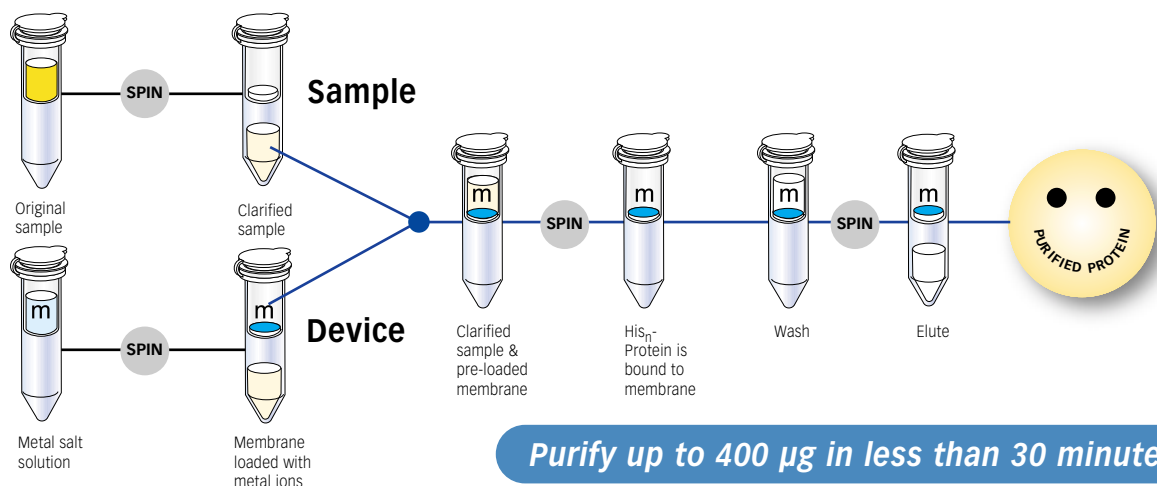 SPIN
Sample
Original
sample
Clarified
sample
m
SPIN
Device
m
Metal salt
solution
Membrane
loaded with
metal ions
m
SPIN
m
m
SPIN
m
PURIFIED PROTEIN
Clarified
sample &
pre-loaded
membrane
Hisn-
Protein is
bound to
membrane
Wash
Elute
Purify up to 400 µg in less than 30 minute